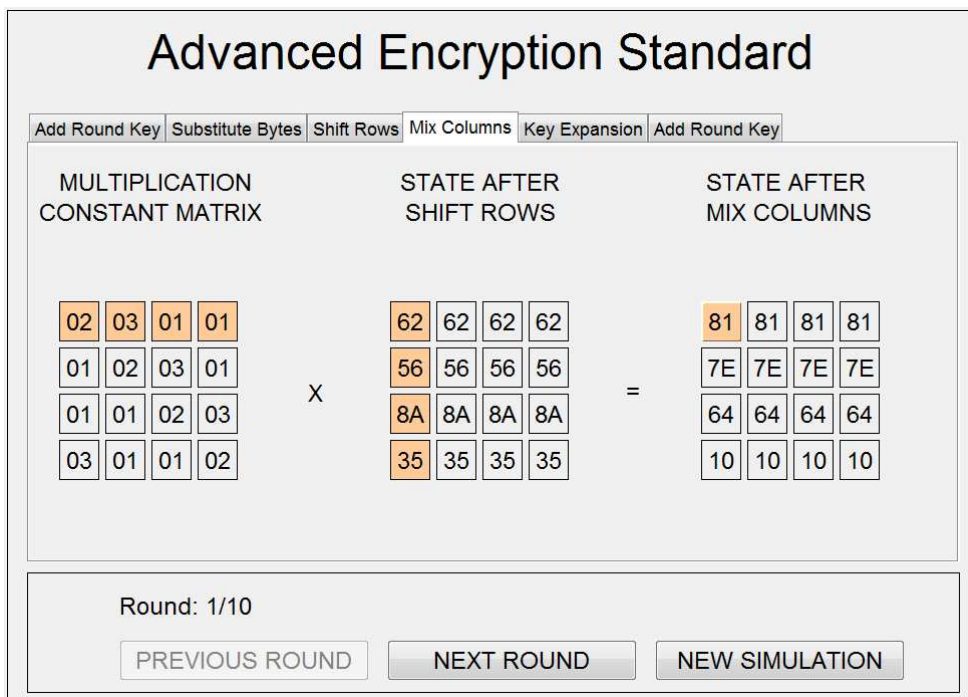 Advanced Encryption Standard
Add Round Key Substitute Bytes Shift Rows Mix Columns Key Expansion Add Round Key
MULTIPLICATION CONSTANT MATRIX
STATE AFTER SHIFT ROWS
STATE AFTER MIX COLUMNS
02 03 01 01 62 62 62 62 81 81 81 81
01 02 03 01 56 56 56 56 7E 7E 7E 7E
X =
01 01 02 03 8A 8A 8A 8A 64 64 64 64
03 01 01 02 35 35 35 35 10 10 10 10
Round: 1/10
PREVIOUS ROUND NEXT ROUND NEW SIMULATION